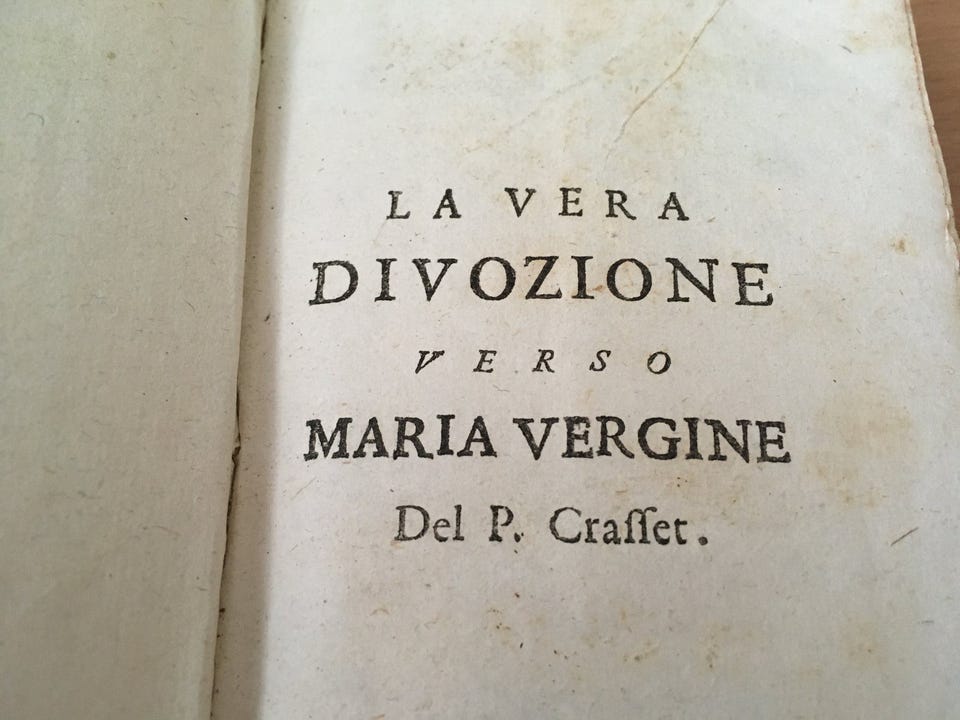 LA VERA
DIVOZIONE
VERSO
MARIA VERGINE
Del P. Craſſet.